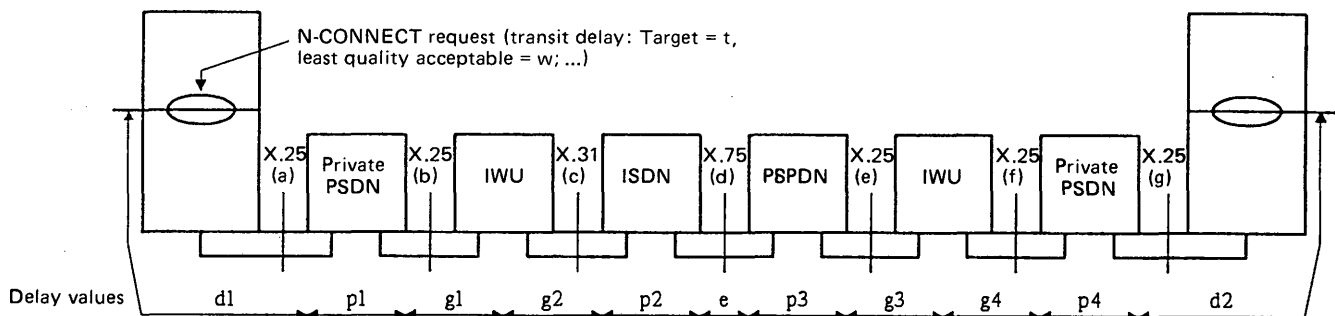 N-CONNECT request (transit delay: Target = t,
least quality acceptable = w; ...)
X.25
(a)
Private
PSDN
X.25
(b)
IWU
X.31
(c)
ISDN
X.75
(d)
PSPDN
X.25
(e)
IWU
X.25
(f)
Private
PSDN
X.25
(g)
Delay values d1 p1 g1 g2 p2 e p3 g3 g4 p4 d2